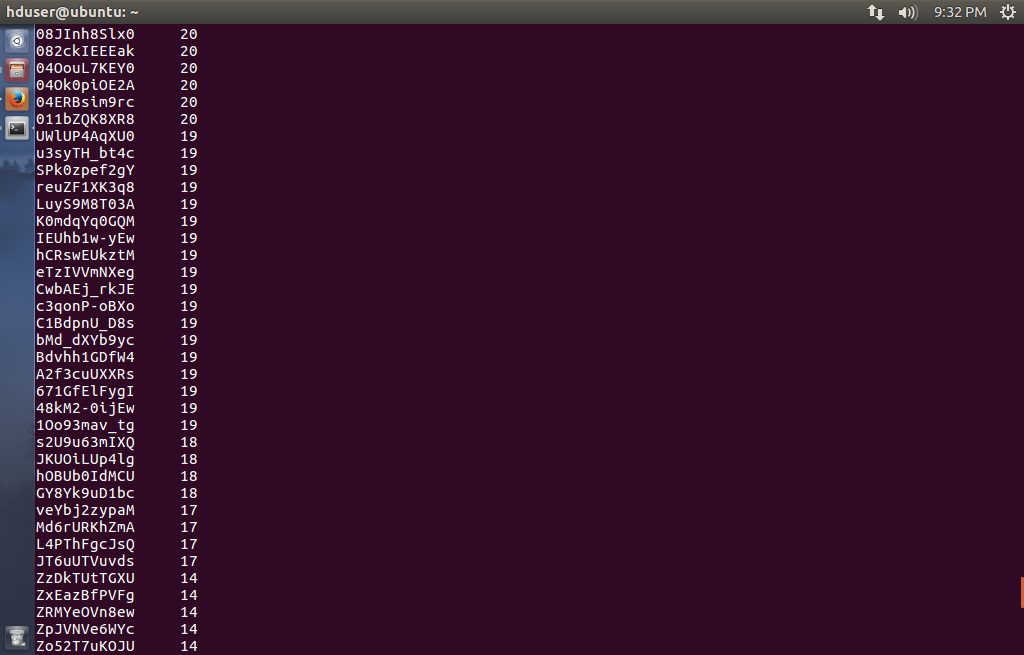 hduser@ubuntu: ~ 9:32 PM
08JInh8Slx0 20
082ckIEEEak 20
04OouL7KEY0 20
04Ok0piOE2A 20
04ERBsim9rc 20
011bZQK8XR8 20
UWlUP4AqXU0 19
u3syTH_bt4c 19
SPk0zpef2gY 19
reuZF1XK3q8 19
LuyS9M8T03A 19
K0mdqYq0GQM 19
IEUhb1w-yEw 19
hCRswEUkztM 19
eTzIVVmNXeg 19
CwbAEj_rkJE 19
c3qonP-oBXo 19
C1BdpnU_D8s 19
bMd_dXYb9yc 19
Bdvhh1GDfW4 19
A2f3cuUXXRs 19
671GfElFygI 19
48kM2-0ijEw 19
1Oo93mav_tg 19
s2U9u63mIXQ 18
JKUOiLUp4lg 18
hOBUb0IdMCU 18
GY8Yk9uD1bc 18
veYbj2zypaM 17
Md6rURKhZmA 17
L4PThFgcJsQ 17
JT6uUTVuvds 17
ZzDkTUtTGXU 14
ZxEazBfPVFg 14
ZRMYeOVn8ew 14
ZpJVNVe6WYc 14
Zo52T7uKOJU 14